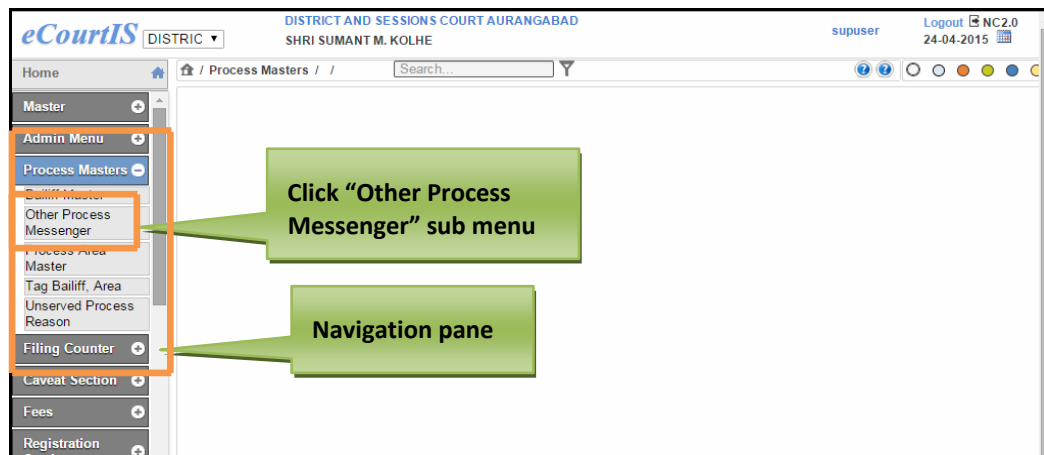 eCourtIS DISTRIC
DISTRICT AND SESSIONS COURT AURANGABAD
SHRI SUMANT M. KOLHE
supuser
Logout NC2.0
24-04-2015
Home
/ Process Masters / /
Search...
Master
Admin Menu
Process Masters
Bailiff Master
Other Process
Messenger
Process Area
Master
Tag Bailiff, Area
Unserved Process
Reason
Filing Counter
Caveat Section
Fees
Registration
Click “Other Process
Messenger” sub menu
Navigation pane